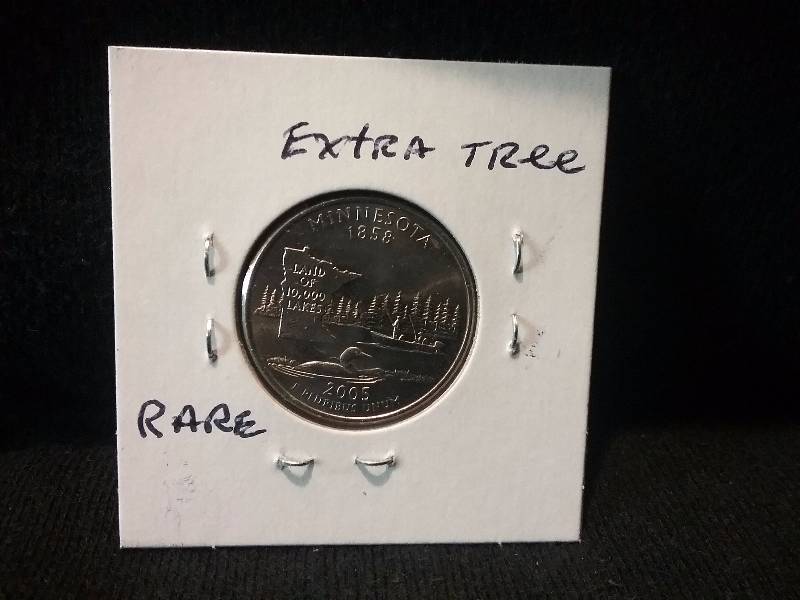 Extra Tree
MINNESOTA
1858
LAND
OF
10,000
LAKES
2005
E PLURIBUS UNUM
RARE